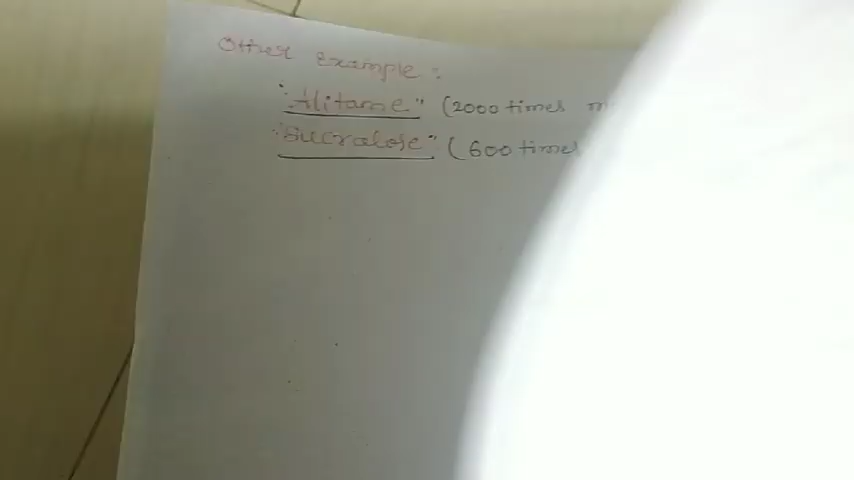 Other Example:
"Alitame" (2000 times
"Sucralose" (600 times